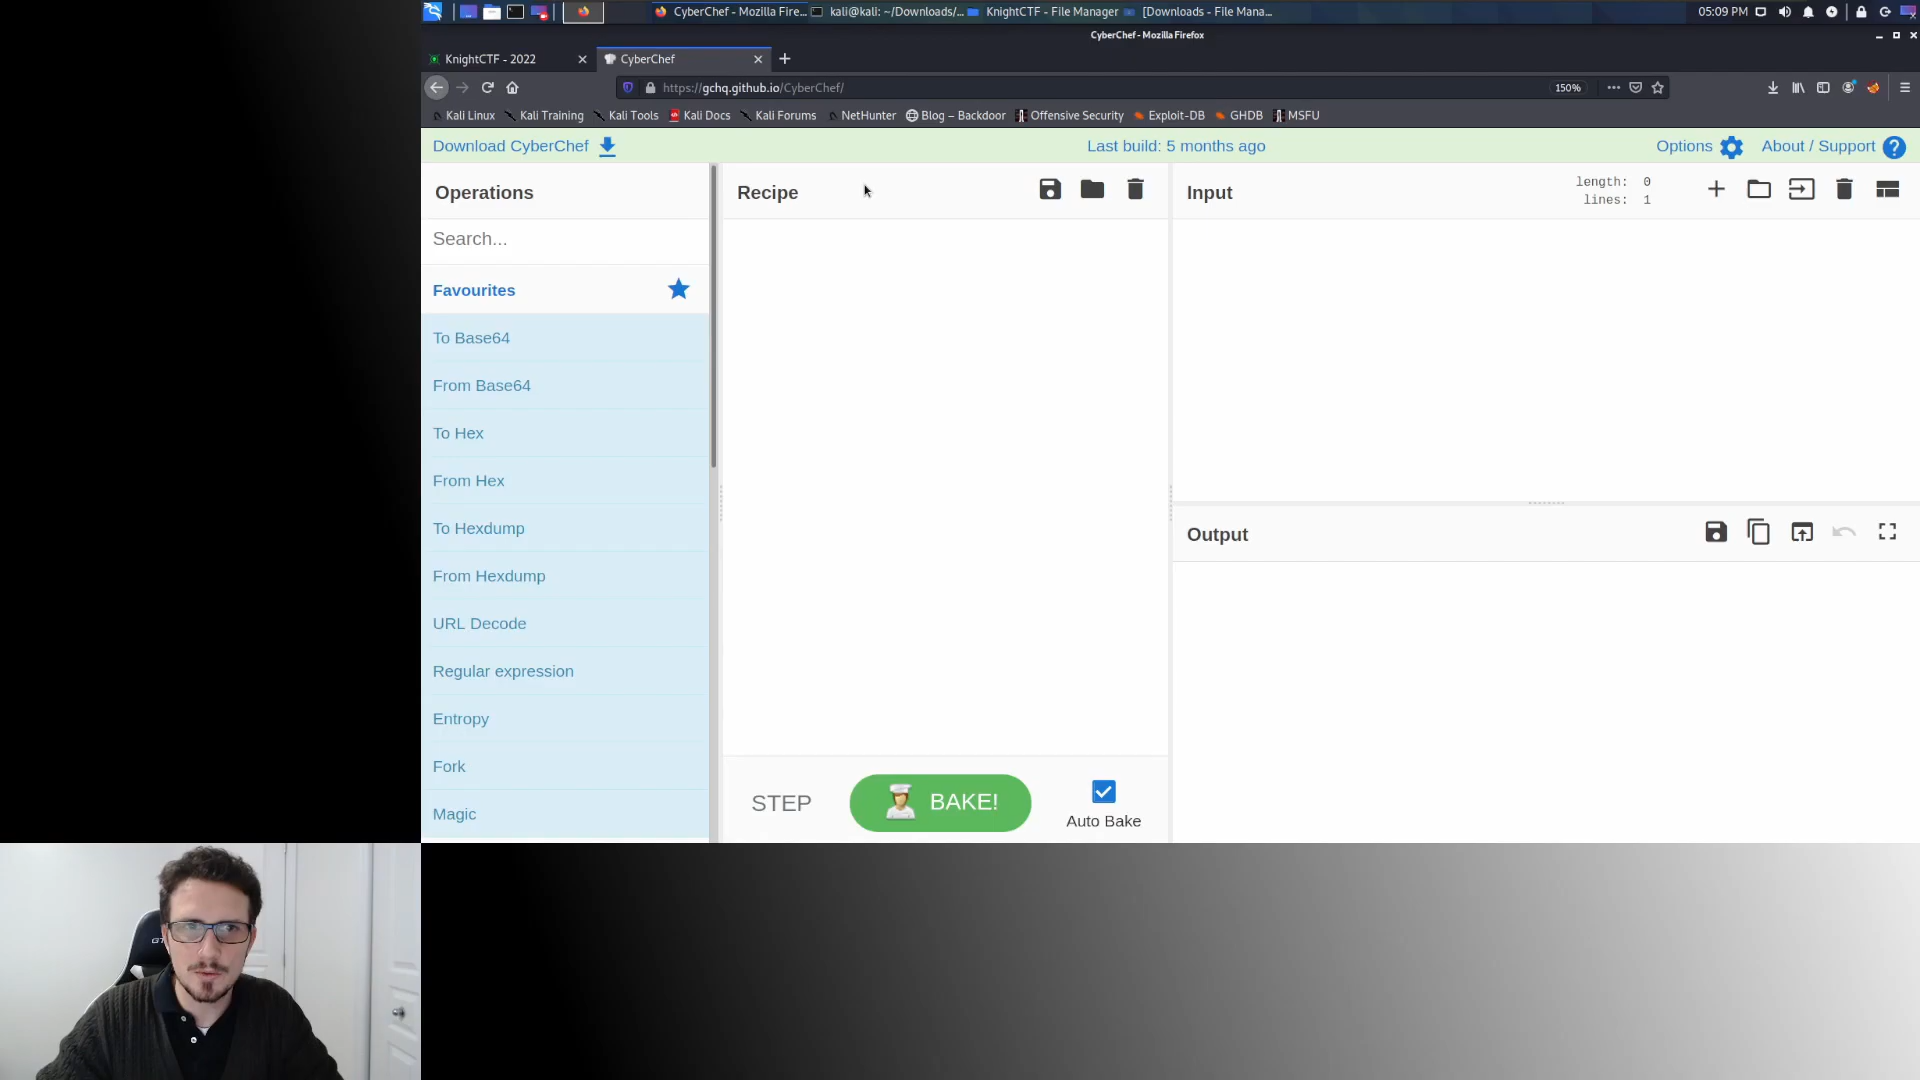 CyberChef - Mozilla Fire...
kali@kali: ~/Downloads/...
KnightCTF - File Manager
[Downloads - File Mana...
05:09 PM
CyberChef - Mozilla Firefox
KnightCTF - 2022
CyberChef
https://gchq.github.io/CyberChef/
150%
Kali Linux
Kali Training
Kali Tools
Kali Docs
Kali Forums
NetHunter
Blog – Backdoor
Offensive Security
Exploit-DB
GHDB
MSFU
Download CyberChef
Last build: 5 months ago
Options
About / Support
Operations
Search...
Favourites
To Base64
From Base64
To Hex
From Hex
To Hexdump
From Hexdump
URL Decode
Regular expression
Entropy
Fork
Magic
Recipe
STEP
BAKE!
Auto Bake
Input
length: 0
lines: 1
Output